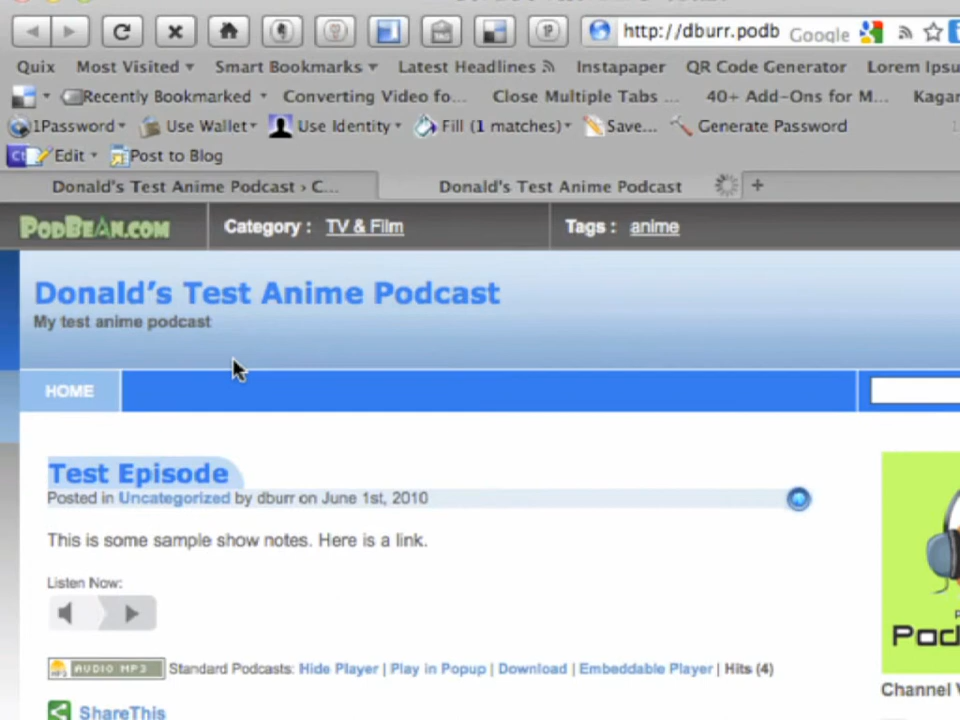 http://dburr.podb Google
Quix Most Visited Smart Bookmarks Latest Headlines Instapaper QR Code Generator Lorem Ipsu
Recently Bookmarked Converting Video fo... Close Multiple Tabs ... 40+ Add-Ons for M... Kagar
1Password Use Wallet Use Identity Fill (1 matches) Save... Generate Password
Ct Edit Post to Blog
Donald's Test Anime Podcast › C... Donald's Test Anime Podcast +
PODBEAN.COM Category : TV & Film Tags : anime
Donald's Test Anime Podcast
My test anime podcast
HOME
Test Episode
Posted in Uncategorized by dburr on June 1st, 2010
This is some sample show notes. Here is a link.
Listen Now:
AUDIO MP3 Standard Podcasts: Hide Player | Play in Popup | Download | Embeddable Player | Hits (4)
Pod
Channel
ShareThis